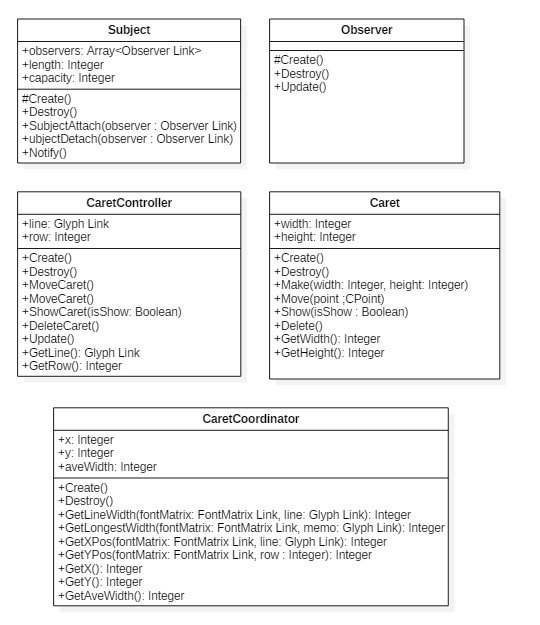 Subject
+observers: Array<Observer Link>
+length: Integer
+capacity: Integer
#Create()
+Destroy()
+SubjectAttach(observer : Observer Link)
+ubjectDetach(observer : Observer Link)
+Notify()
Observer
#Create()
+Destroy()
+Update()
CaretController
+line: Glyph Link
+row: Integer
+Create()
+Destroy()
+MoveCaret()
+MoveCaret()
+ShowCaret(isShow: Boolean)
+DeleteCaret()
+Update()
+GetLine(): Glyph Link
+GetRow(): Integer
Caret
+width: Integer
+height: Integer
+Create()
+Destroy()
+Make(width: Integer, height: Integer)
+Move(point ;CPoint)
+Show(isShow : Boolean)
+Delete()
+GetWidth(): Integer
+GetHeight(): Integer
CaretCoordinator
+x: Integer
+y: Integer
+aveWidth: Integer
+Create()
+Destroy()
+GetLineWidth(fontMatrix: FontMatrix Link, line: Glyph Link): Integer
+GetLongestWidth(fontMatrix: FontMatrix Link, memo: Glyph Link): Integer
+GetXPos(fontMatrix: FontMatrix Link, line: Glyph Link): Integer
+GetYPos(fontMatrix: FontMatrix Link, row : Integer): Integer
+GetX(): Integer
+GetY(): Integer
+GetAveWidth(): Integer